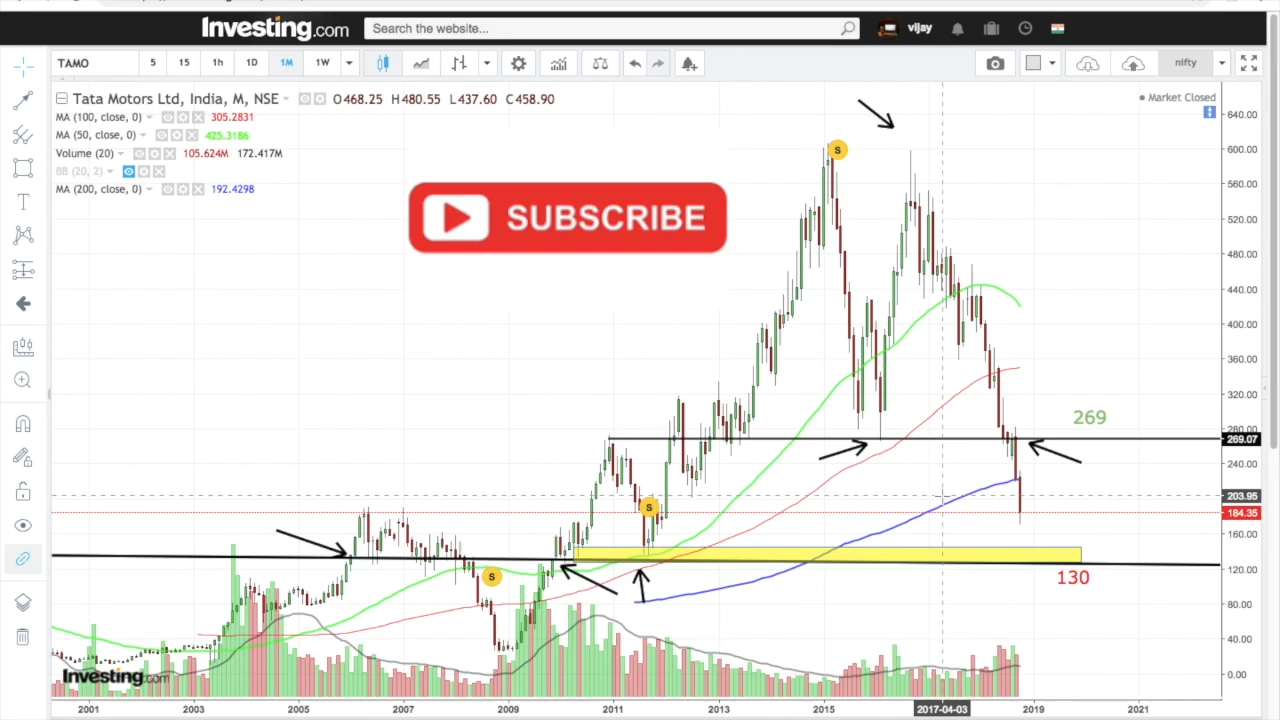 Investing.com
Search the website...
vijay
TAMO 5 15 1h 1D 1M 1W
nifty
Tata Motors Ltd, India, M, NSE O468.25 H480.55 L437.60 C458.90
Market Closed
MA (100, close, 0) 305.2831
MA (50, close, 0) 425.3186
Volume (20) 105.624M 172.417M
BB (20, 2)
MA (200, close, 0) 192.4298
SUBSCRIBE
S
S
S
269
130
640.00
600.00
560.00
520.00
480.00
440.00
400.00
360.00
320.00
280.00
269.07
240.00
203.95
184.35
160.00
120.00
80.00
40.00
0.00
Investing.com
2001 2003 2005 2007 2009 2011 2013 2015 2017-04-03 2019 2021